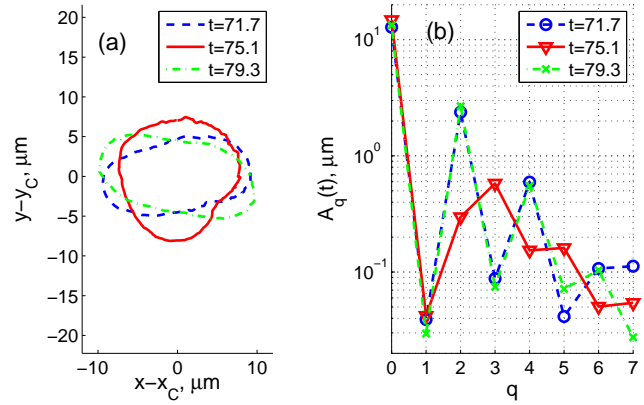 (a)
t=71.7
t=75.1
t=79.3
20
15
10
5
0
−5
−10
−15
−20
−10
0
10
y−y_C, μm
x−x_C, μm
(b)
t=71.7
t=75.1
t=79.3
10^1
10^0
10^−1
0
1
2
3
4
5
6
7
A_q(t), μm
q